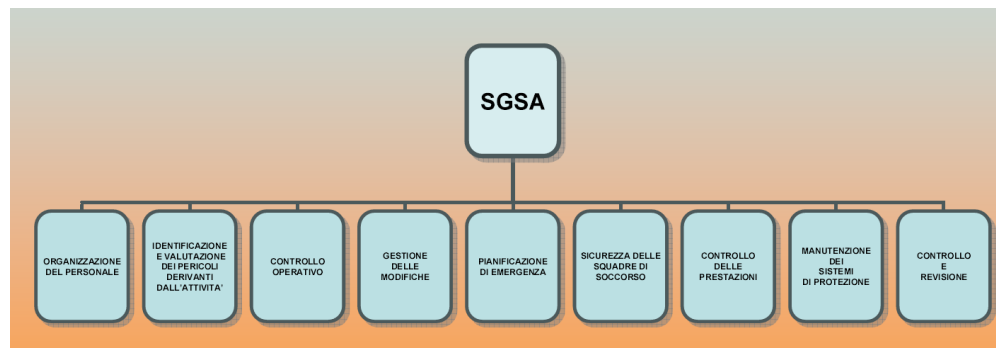 SGSA
ORGANIZZAZIONE
DEL PERSONALE
IDENTIFICAZIONE
E VALUTAZIONE
DEI PERICOLI
DERIVANTI
DALL'ATTIVITA'
CONTROLLO
OPERATIVO
GESTIONE
DELLE
MODIFICHE
PIANIFICAZIONE
DI EMERGENZA
SICUREZZA DELLE
SQUADRE DI
SOCCORSO
CONTROLLO
DELLE
PRESTAZIONI
MANUTENZIONE
DEI
SISTEMI
DI PROTEZIONE
CONTROLLO
E
REVISIONE